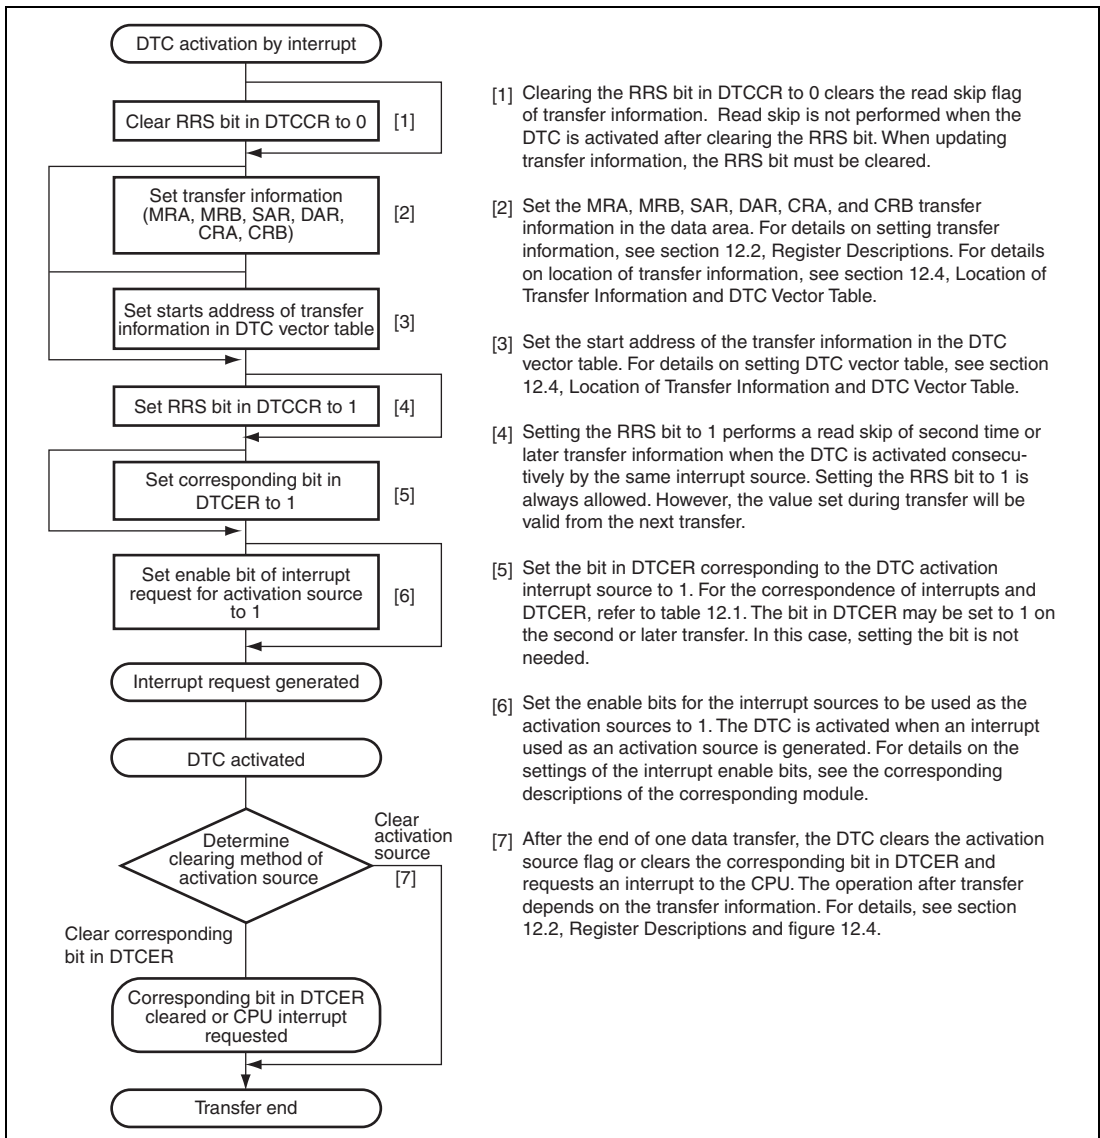 DTC activation by interrupt
Clear RRS bit in DTCCR to 0
[1]
Set transfer information
(MRA, MRB, SAR, DAR,
CRA, CRB)
[2]
Set starts address of transfer
information in DTC vector table
[3]
Set RRS bit in DTCCR to 1
[4]
Set corresponding bit in
DTCER to 1
[5]
Set enable bit of interrupt
request for activation source
to 1
[6]
Interrupt request generated
DTC activated
Determine
clearing method of
activation source
Clear
activation
source
[7]
Clear corresponding
bit in DTCER
Corresponding bit in DTCER
cleared or CPU interrupt
requested
Transfer end
[1] Clearing the RRS bit in DTCCR to 0 clears the read skip flag
of transfer information. Read skip is not performed when the
DTC is activated after clearing the RRS bit. When updating
transfer information, the RRS bit must be cleared.
[2] Set the MRA, MRB, SAR, DAR, CRA, and CRB transfer
information in the data area. For details on setting transfer
information, see section 12.2, Register Descriptions. For details
on location of transfer information, see section 12.4, Location of
Transfer Information and DTC Vector Table.
[3] Set the start address of the transfer information in the DTC
vector table. For details on setting DTC vector table, see section
12.4, Location of Transfer Information and DTC Vector Table.
[4] Setting the RRS bit to 1 performs a read skip of second time or
later transfer information when the DTC is activated consecu-
tively by the same interrupt source. Setting the RRS bit to 1 is
always allowed. However, the value set during transfer will be
valid from the next transfer.
[5] Set the bit in DTCER corresponding to the DTC activation
interrupt source to 1. For the correspondence of interrupts and
DTCER, refer to table 12.1. The bit in DTCER may be set to 1 on
the second or later transfer. In this case, setting the bit is not
needed.
[6] Set the enable bits for the interrupt sources to be used as the
activation sources to 1. The DTC is activated when an interrupt
used as an activation source is generated. For details on the
settings of the interrupt enable bits, see the corresponding
descriptions of the corresponding module.
[7] After the end of one data transfer, the DTC clears the activation
source flag or clears the corresponding bit in DTCER and
requests an interrupt to the CPU. The operation after transfer
depends on the transfer information. For details, see section
12.2, Register Descriptions and figure 12.4.